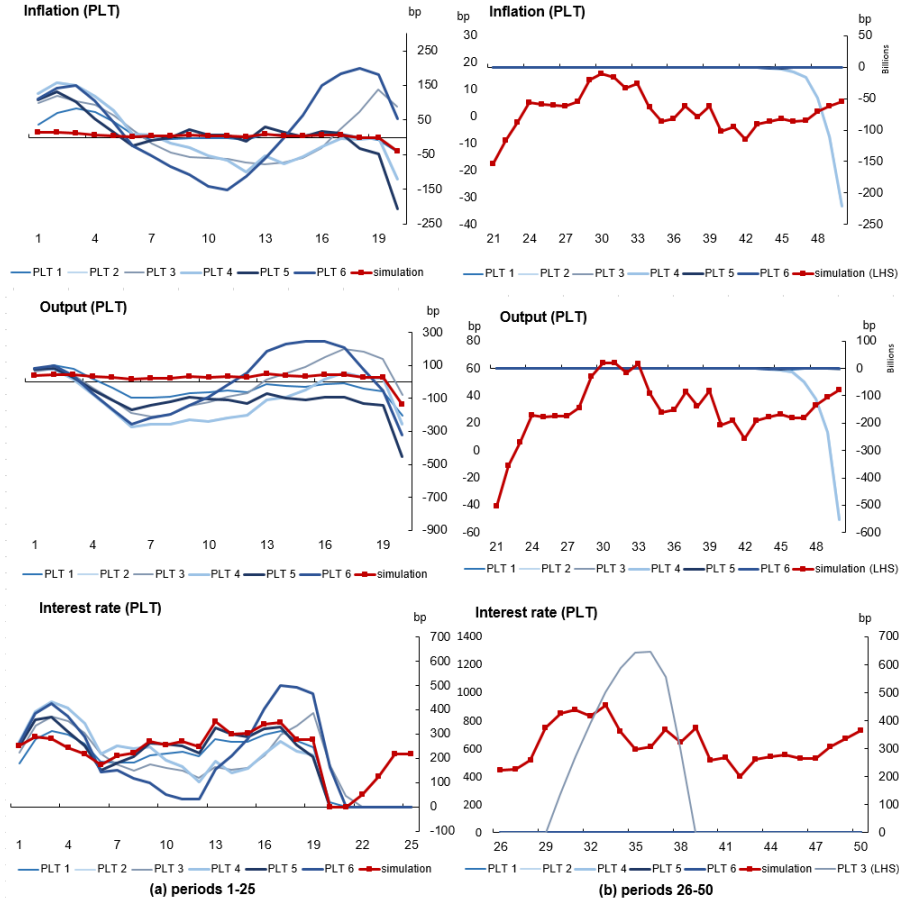 Inflation (PLT)
bp
250
150
50
-50
-150
-250
1 4 7 10 13 16 19
PLT 1 PLT 2 PLT 3 PLT 4 PLT 5 PLT 6 simulation
Inflation (PLT)
bp
30
20
10
0
-10
-20
-30
-40
50
0
-50
-100
-150
-200
-250
Billions
21 24 27 30 33 36 39 42 45 48
PLT 1 PLT 2 PLT 3 PLT 4 PLT 5 PLT 6 simulation (LHS)
Output (PLT)
bp
300
100
-100
-300
-500
-700
-900
1 4 7 10 13 16 19
PLT 1 PLT 2 PLT 3 PLT 4 PLT 5 PLT 6 simulation
Output (PLT)
bp
bp
60
40
20
0
-20
-40
-60
100
0
-100
-200
-300
-400
-500
-600
Billions
21 24 27 30 33 36 39 42 45 48
PLT 1 PLT 2 PLT 3 PLT 4 PLT 5 PLT 6 simulation (LHS)
Interest rate (PLT)
bp
700
600
500
400
300
200
100
0
-100
1 4 7 10 13 16 19 22 25
PLT 1 PLT 2 PLT 3 PLT 4 PLT 5 PLT 6 simulation
(a) periods 1-25
Interest rate (PLT)
bp
1400
1200
1000
800
600
400
200
0
700
600
500
400
300
200
100
0
26 29 32 35 38 41 44 47 50
PLT 1 PLT 2 PLT 4 PLT 5 PLT 6 simulation PLT 3 (LHS)
(b) periods 26-50